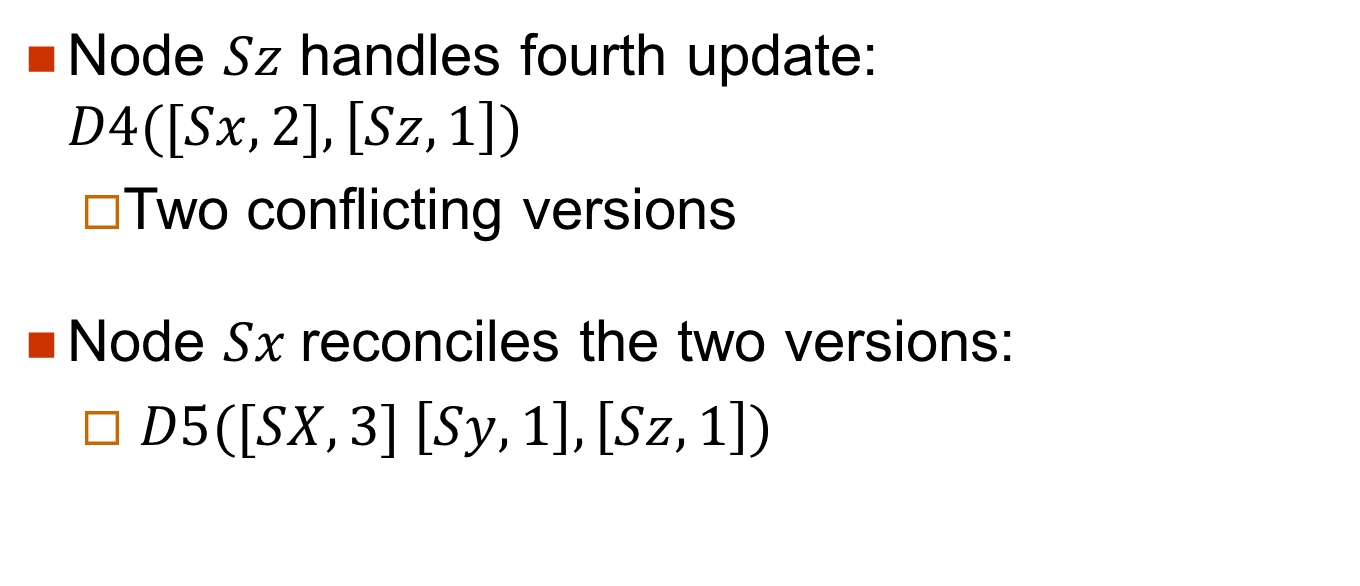 Node Sz handles fourth update:
D4([Sx, 2], [Sz, 1])
Two conflicting versions
Node Sx reconciles the two versions:
D5([SX, 3] [Sy, 1], [Sz, 1])